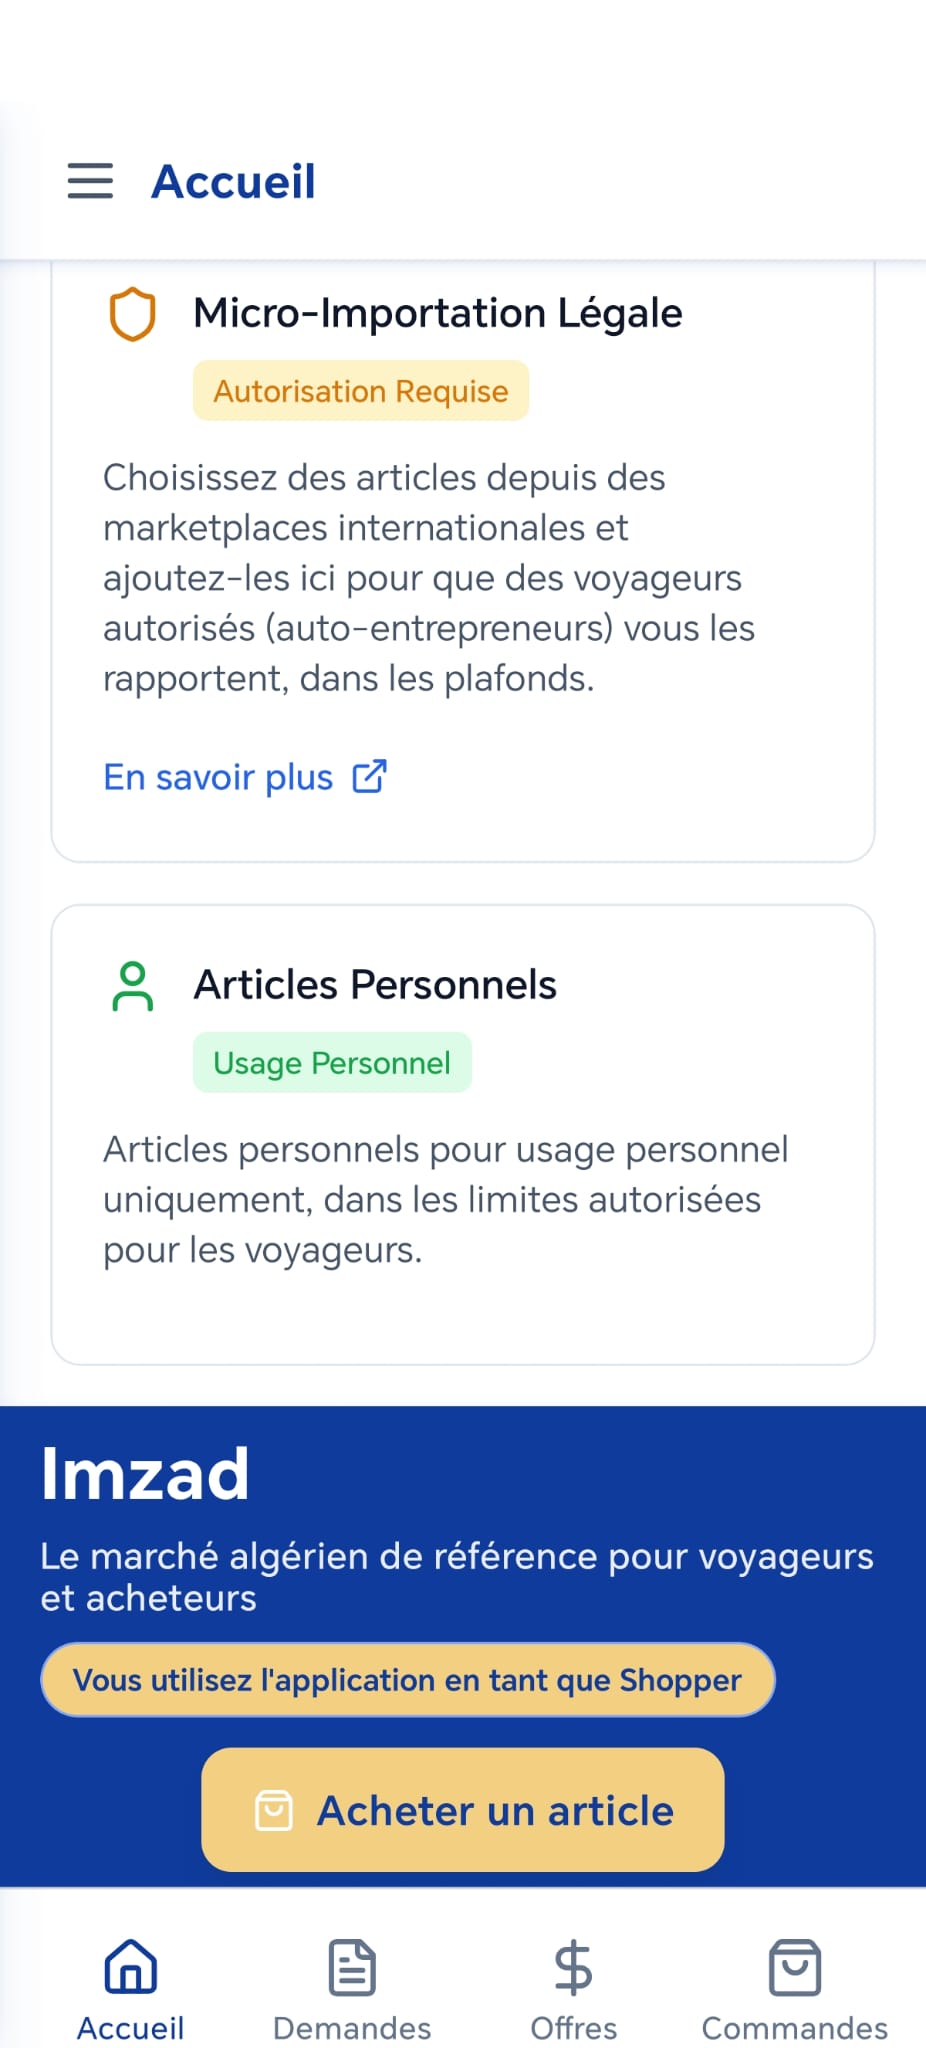 Accueil
Micro-Importation Légale
Autorisation Requise
Choisissez des articles depuis des
marketplaces internationales et
ajoutez-les ici pour que des voyageurs
autorisés (auto-entrepreneurs) vous les
rapportent, dans les plafonds.
En savoir plus
Articles Personnels
Usage Personnel
Articles personnels pour usage personnel
uniquement, dans les limites autorisées
pour les voyageurs.
Imzad
Le marché algérien de référence pour voyageurs
et acheteurs
Vous utilisez l'application en tant que Shopper
Acheter un article
Accueil
Demandes
Offres
Commandes